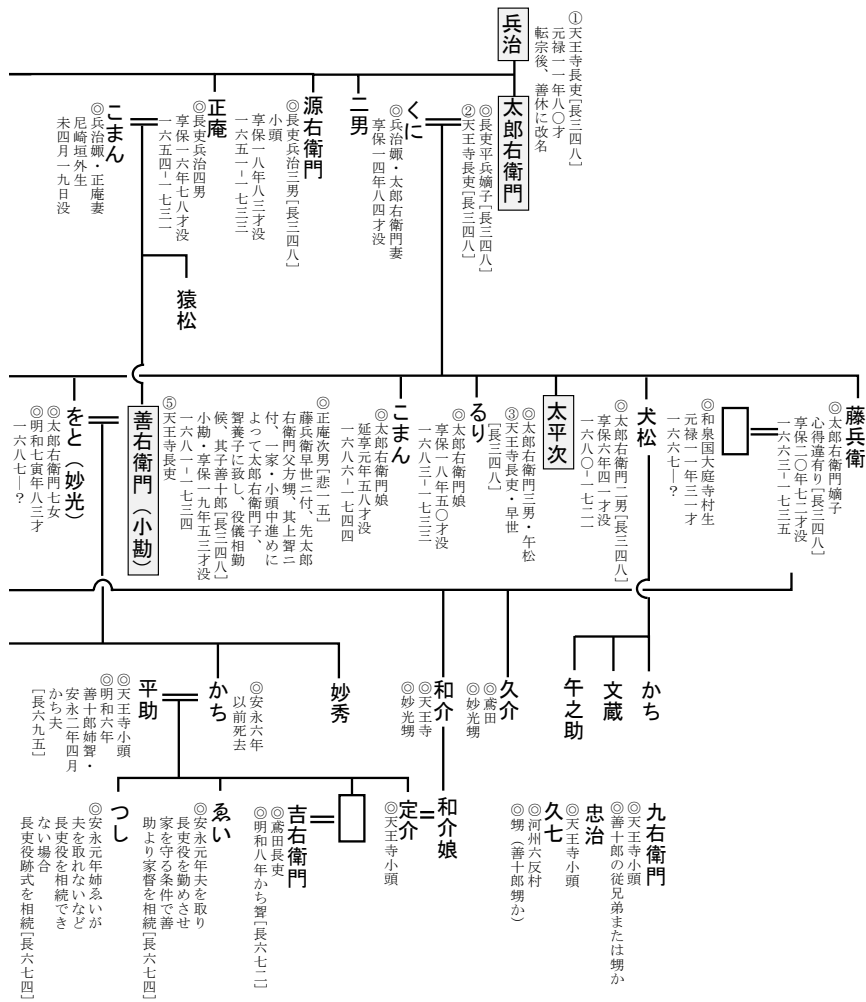 兵治
①天王寺長吏[長三四八]
元禄一一年八〇才
転宗後、善休に改名
太郎右衛門
◎長吏平兵嫡子[長三四八]
②天王寺長吏[長三四八]
くに
◎兵治娵・太郎右衛門妻
享保一四年八四才没
二男
源右衛門
◎長吏兵治三男[長三四八]
小頭
享保一八年八三才没
一六五一－一七三三
正庵
◎長吏兵治四男
享保一六年七八才没
一六五四－一七三一
こまん
◎兵治娵・正庵妻
尼崎垣外生
未四月一九日没
猿松
藤兵衛
◎太郎右衛門嫡子
心得違有り[長三四八]
享保二〇年七二才没
一六六三－一七三五
◎和泉国大庭寺村生
元禄一一年三一才
一六六七－？
犬松
◎太郎右衛門二男[長三四八]
享保六年四一才没
一六八〇－一七二一
太平次
◎太郎右衛門三男・午松
③天王寺長吏・早世
[長三四八]
るり
◎太郎右衛門娘
享保一八年五〇才没
一六八三－一七三三
こまん
◎太郎右衛門娘
延享元年五八才没
一六八六－一七四四
善右衛門（小勘）
◎正庵次男[悲一五]
藤兵衛早世ニ付、先太郎
右衛門父方甥、其上聟ニ
付、一家・小頭中進めに
よって太郎右衛門子、
聟養子に致し、役儀相勤
候、其子善十郎[長三四八]
小勘・享保一九年五三才没
一六八一－一七三四
⑤天王寺長吏
をと（妙光）
◎太郎右衛門七女
◎明和七寅年八三才
一六八七―？
かち
文蔵
午之助
久介
◎鳶田
◎妙光甥
和介
◎天王寺
◎妙光甥
妙秀
かち
◎安永六年
以前死去
平助
◎天王寺小頭
◎明和六年
善十郎姉聟・
安永二年四月
かち夫
[長六九五]
九右衛門
◎天王寺小頭
◎善十郎の従兄弟または甥か
忠治
◎天王寺小頭
久七
◎河州六反村
◎甥（善十郎甥か）
和介娘
定介
◎天王寺小頭
吉右衛門
◎鳶田長吏
◎明和八年かち聟[長六七二]
ゑい
◎安永元年夫を取り
長吏役を勤めさせ
家を守る条件で善
助より家督を相続[長六七四]
つし
◎安永元年姉ゑいが
夫を取れないなど
長吏役を相続でき
ない場合
長吏役跡式を相続[長六七四]